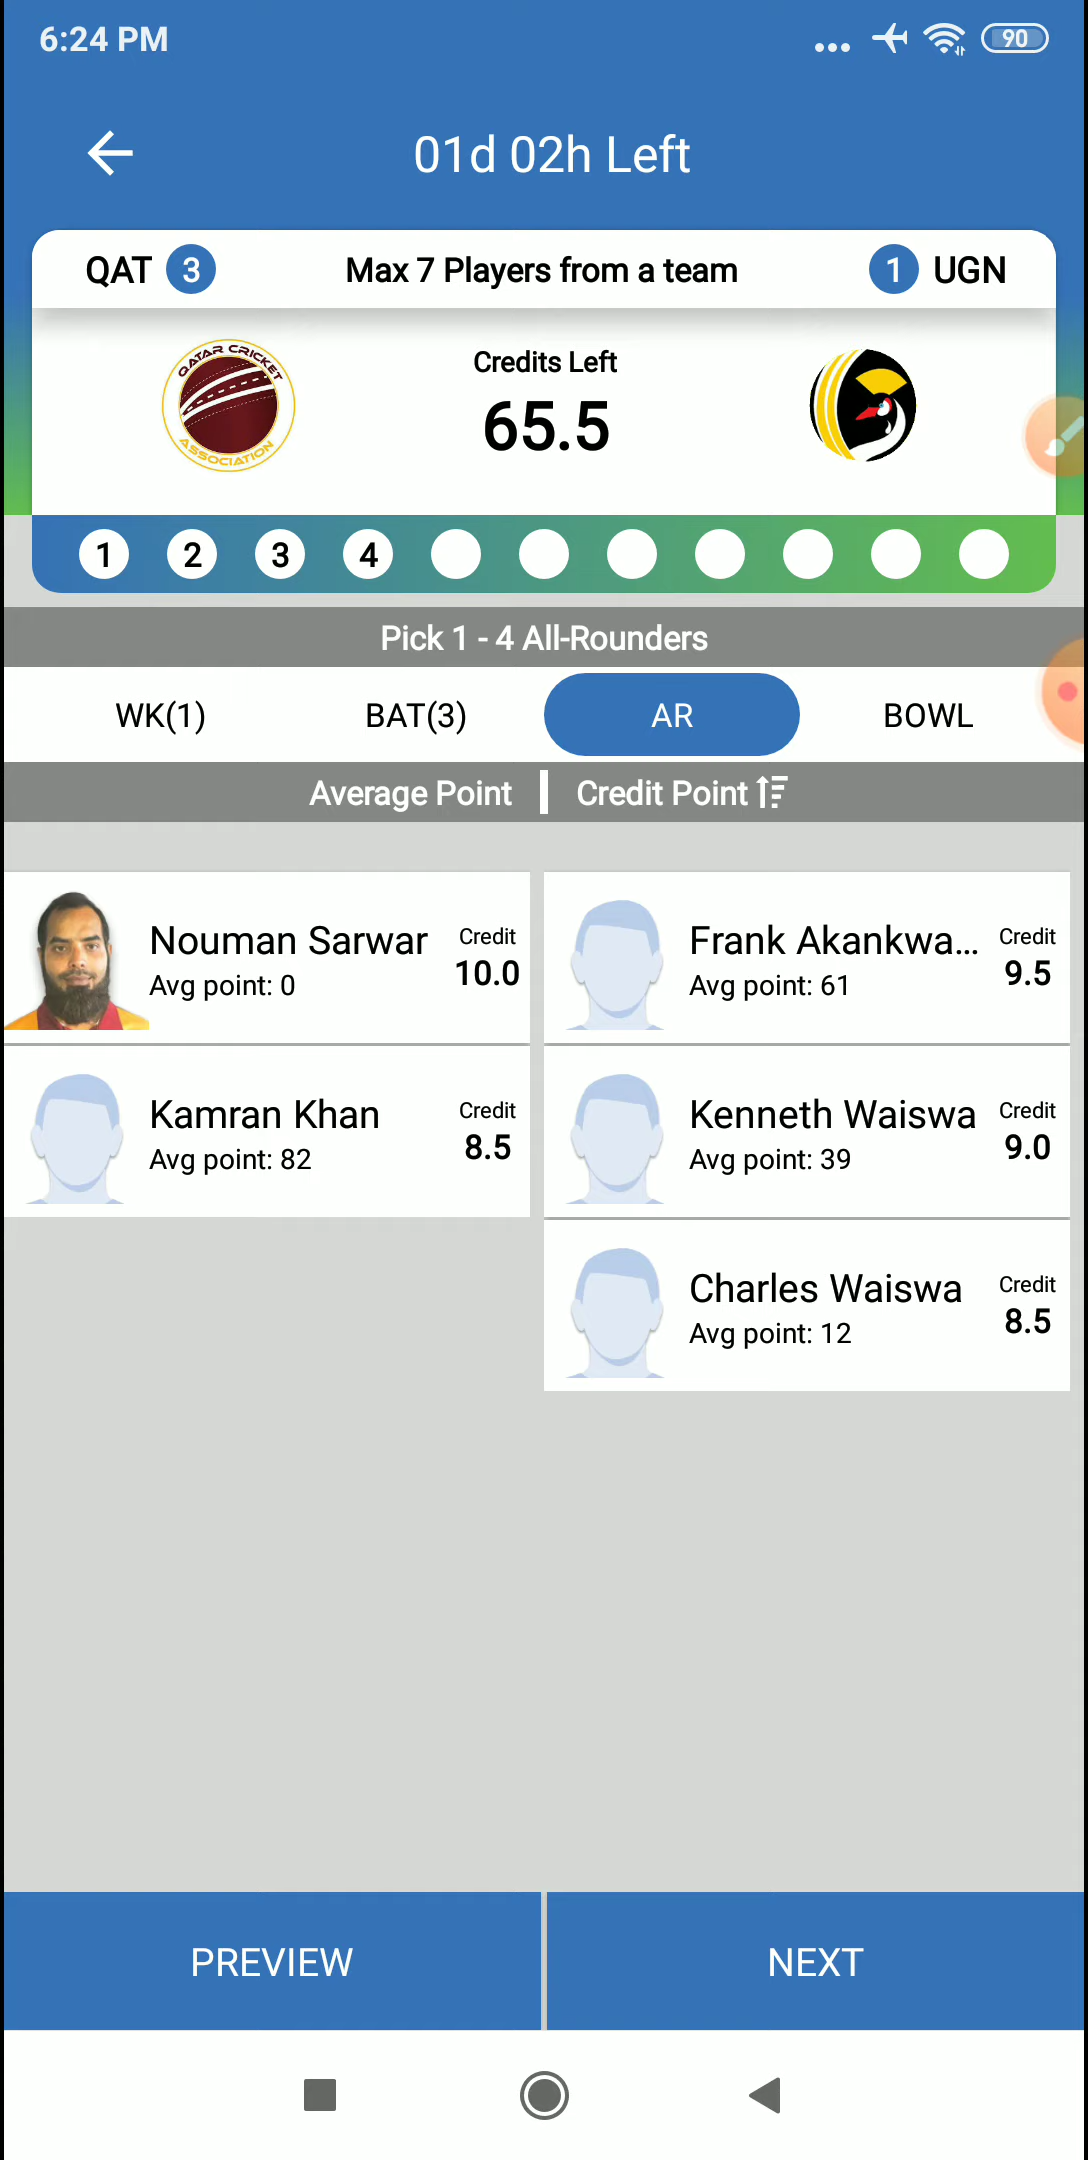 6:24 PM
90
01d 02h Left
QAT 3 Max 7 Players from a team 1 UGN
QATAR CRICKET
ASSOCIATION
Credits Left
65.5
1 2 3 4
Pick 1 - 4 All-Rounders
WK(1) BAT(3) AR BOWL
Average Point Credit Point
Nouman Sarwar Credit
Avg point: 0 10.0
Frank Akankwa... Credit
Avg point: 61 9.5
Kamran Khan Credit
Avg point: 82 8.5
Kenneth Waiswa Credit
Avg point: 39 9.0
Charles Waiswa Credit
Avg point: 12 8.5
PREVIEW NEXT